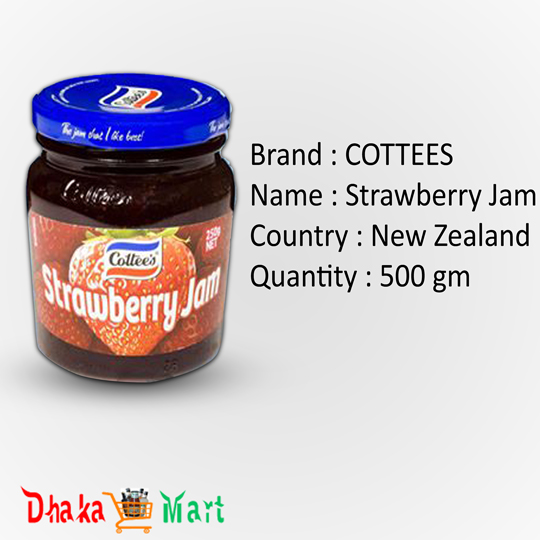 Cottee's
The jam that I like best!
Cottees
250g
NET
Cottee's
Strawberry Jam
Brand : COTTEES
Name : Strawberry Jam
Country : New Zealand
Quantity : 500 gm
Dhaka Mart